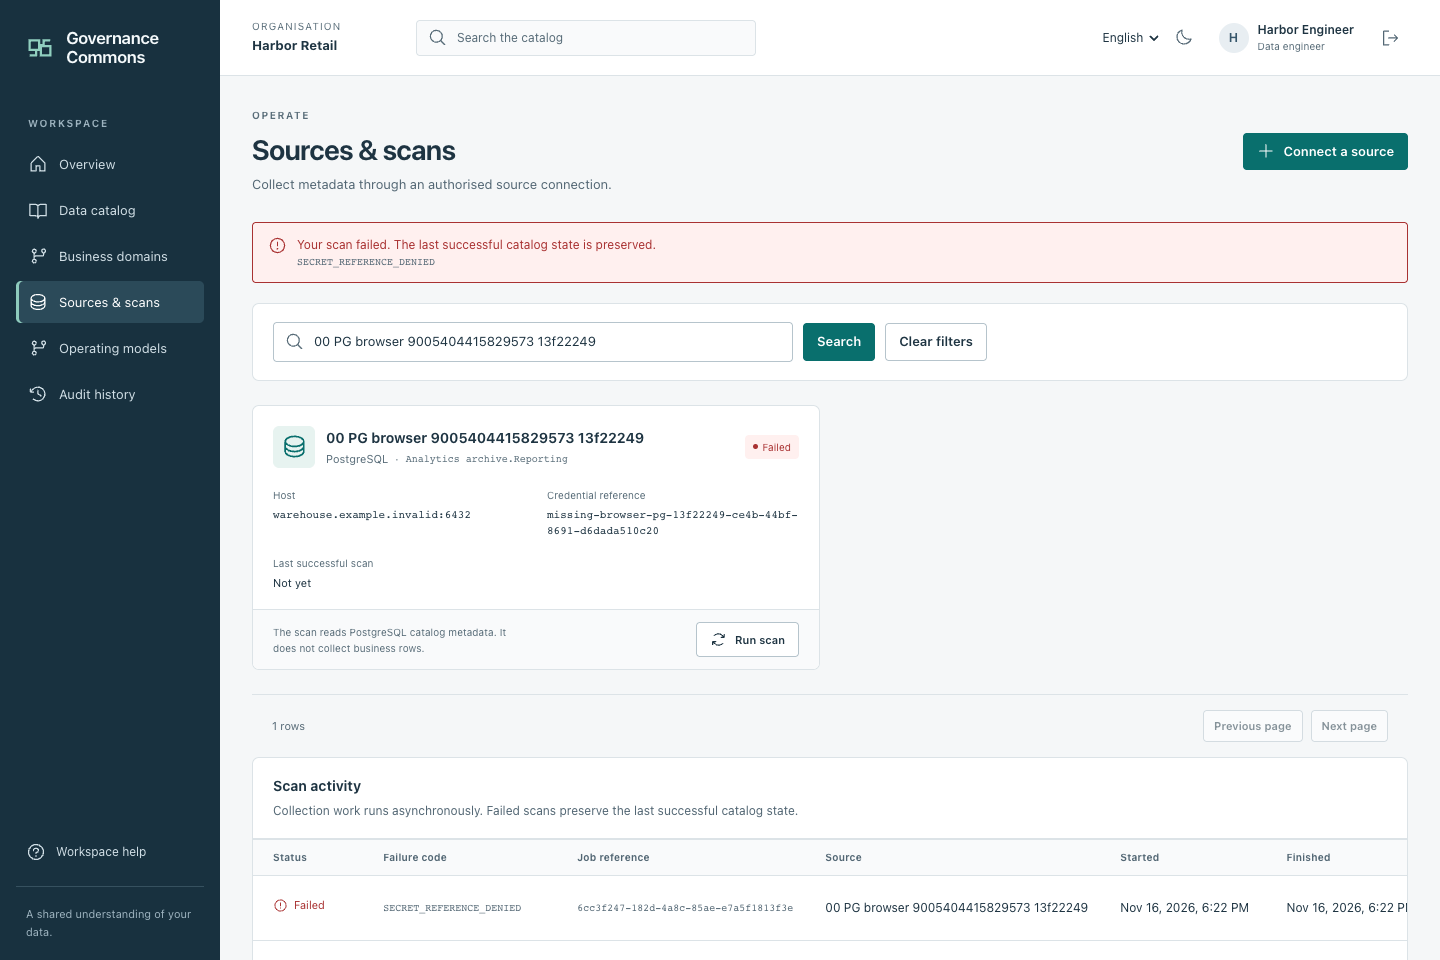 Governance
Commons
WORKSPACE
Overview
Data catalog
Business domains
Sources & scans
Operating models
Audit history
Workspace help
A shared understanding of your
data.
ORGANISATION
Harbor Retail
Search the catalog
English
H
Harbor Engineer
Data engineer
OPERATE
Sources & scans
Collect metadata through an authorised source connection.
Connect a source
Your scan failed. The last successful catalog state is preserved.
SECRET_REFERENCE_DENIED
00 PG browser 9005404415829573 13f22249
Search
Clear filters
00 PG browser 9005404415829573 13f22249
PostgreSQL · Analytics archive.Reporting
Failed
Host
warehouse.example.invalid:6432
Credential reference
missing-browser-pg-13f22249-ce4b-44bf-
8691-d6dada510c20
Last successful scan
Not yet
The scan reads PostgreSQL catalog metadata. It
does not collect business rows.
Run scan
1 rows
Previous page
Next page
Scan activity
Collection work runs asynchronously. Failed scans preserve the last successful catalog state.
Status Failure code Job reference Source Started Finished
Failed SECRET_REFERENCE_DENIED 6cc3f247-182d-4a8c-85ae-e7a5f1813f3e 00 PG browser 9005404415829573 13f22249 Nov 16, 2026, 6:22 PM Nov 16, 2026, 6:22 P